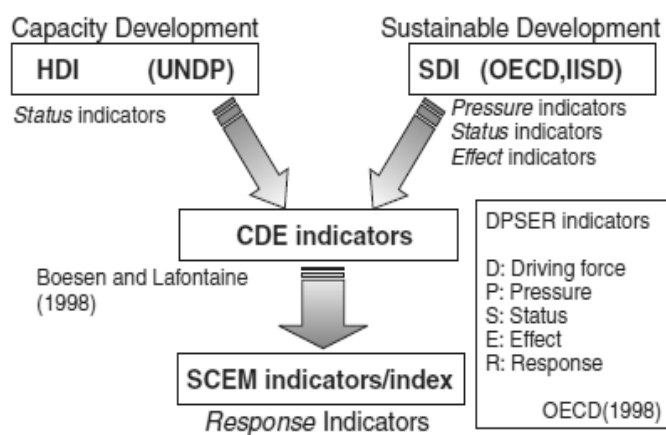 Capacity Development
HDI (UNDP)
Status indicators
Sustainable Development
SDI (OECD,IISD)
Pressure indicators
Status indicators
Effect indicators
CDE indicators
Boesen and Lafontaine
(1998)
SCEM indicators/index
Response Indicators
DPSER indicators
D: Driving force
P: Pressure
S: Status
E: Effect
R: Response
OECD(1998)